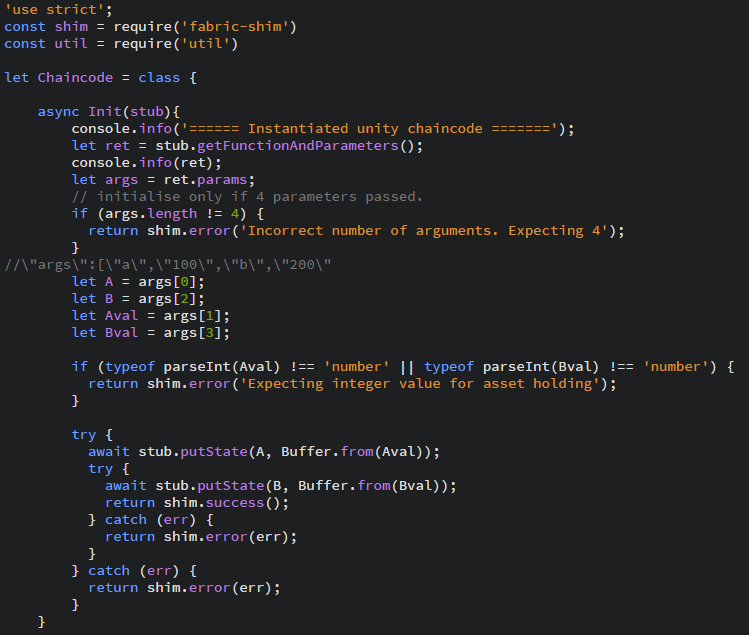 'use strict';
const shim = require('fabric-shim')
const util = require('util')
let Chaincode = class {
async Init(stub){
console.info('====== Instantiated unity chaincode =======');
let ret = stub.getFunctionAndParameters();
console.info(ret);
let args = ret.params;
// initialise only if 4 parameters passed.
if (args.length != 4) {
return shim.error('Incorrect number of arguments. Expecting 4');
}
//\"args\":[\"a\",\"100\",\"b\",\"200\"
let A = args[0];
let B = args[2];
let Aval = args[1];
let Bval = args[3];
if (typeof parseInt(Aval) !== 'number' || typeof parseInt(Bval) !== 'number') {
return shim.error('Expecting integer value for asset holding');
}
try {
await stub.putState(A, Buffer.from(Aval));
try {
await stub.putState(B, Buffer.from(Bval));
return shim.success();
} catch (err) {
return shim.error(err);
}
} catch (err) {
return shim.error(err);
}
}